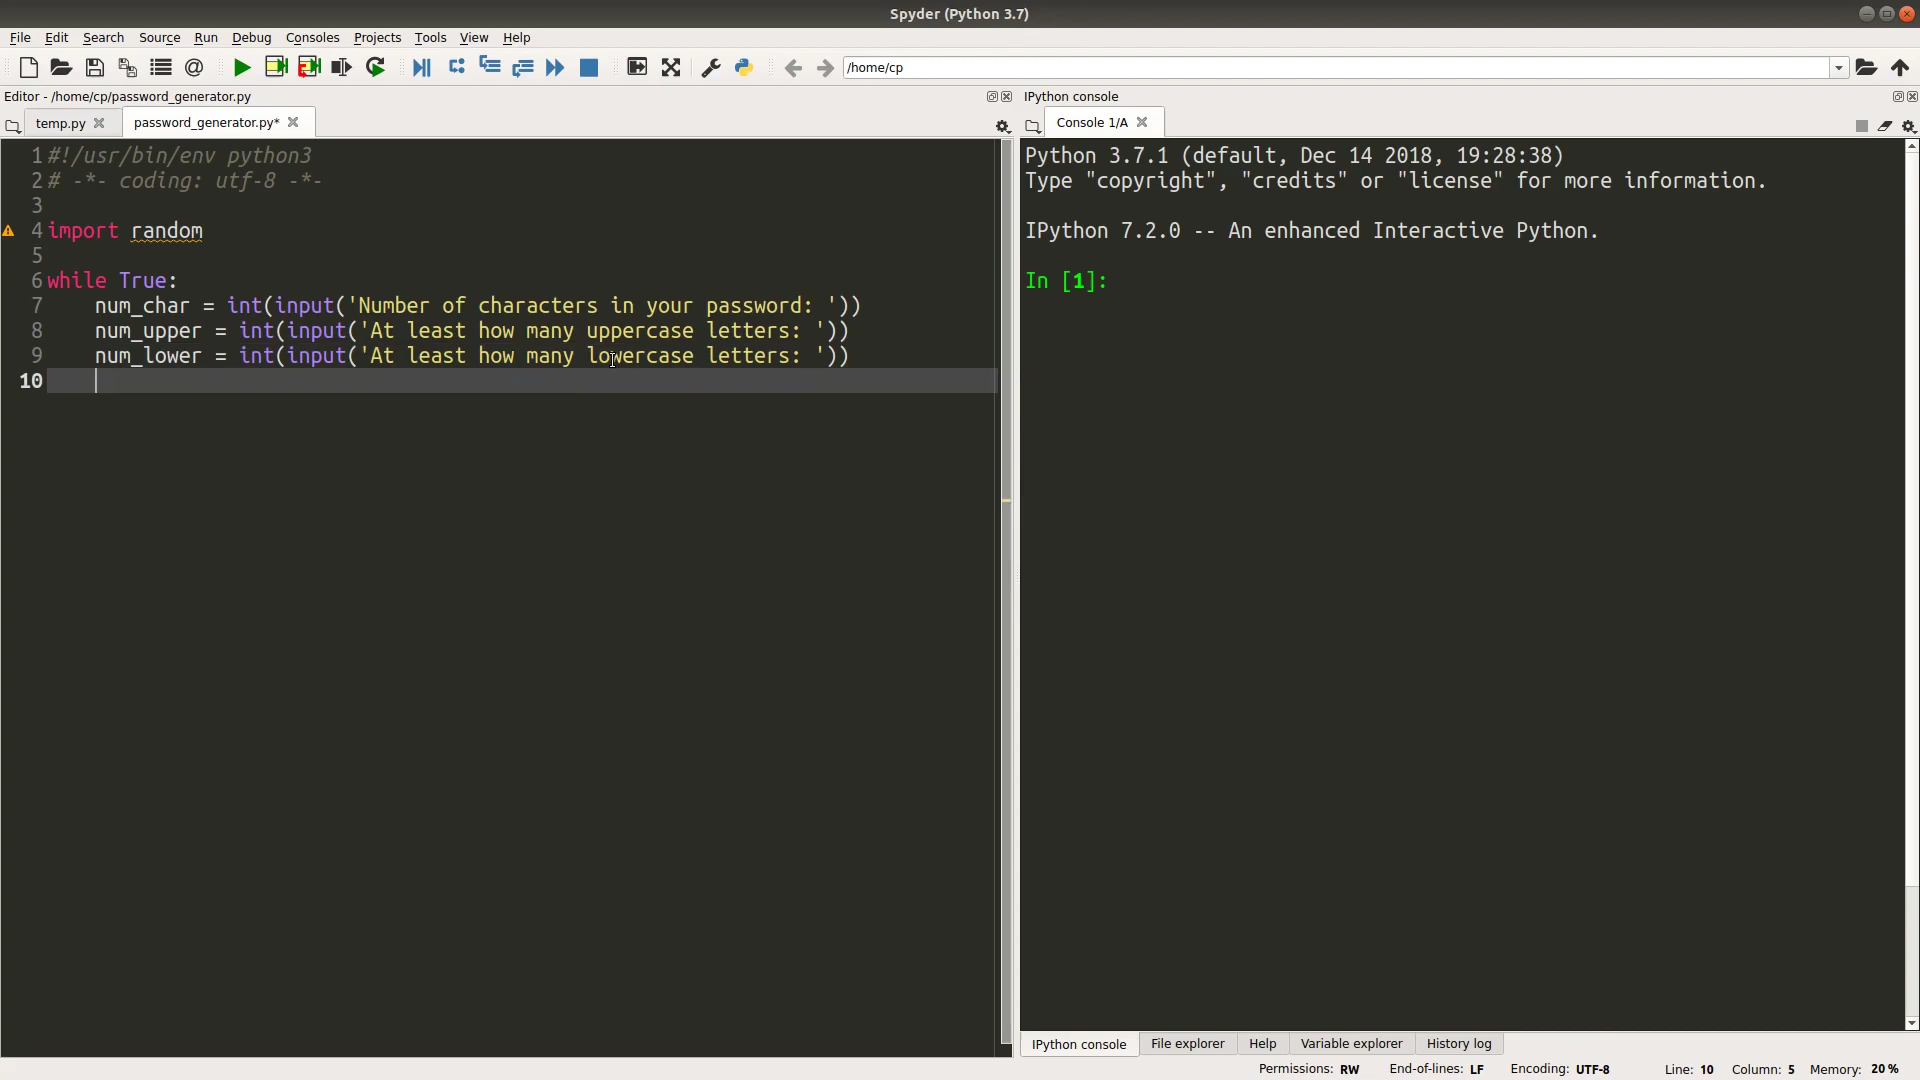 Spyder (Python 3.7)
File Edit Search Source Run Debug Consoles Projects Tools View Help
/home/cp
Editor - /home/cp/password_generator.py
temp.py
password_generator.py*
1 #!/usr/bin/env python3
2 # -*- coding: utf-8 -*-
3
4 import random
5
6 while True:
7     num_char = int(input('Number of characters in your password: '))
8     num_upper = int(input('At least how many uppercase letters: '))
9     num_lower = int(input('At least how many lowercase letters: '))
10
IPython console
Console 1/A
Python 3.7.1 (default, Dec 14 2018, 19:28:38)
Type "copyright", "credits" or "license" for more information.
IPython 7.2.0 -- An enhanced Interactive Python.
In [1]:
IPython console File explorer Help Variable explorer History log
Permissions: RW End-of-lines: LF Encoding: UTF-8 Line: 10 Column: 5 Memory: 20 %